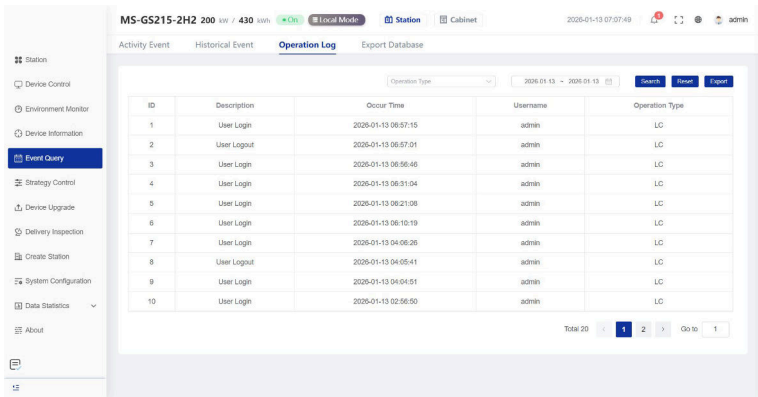 MS-GS215-2H2 200 kW / 430 kWh On Local Mode Station Cabinet 2026-01-13 07:07:49 admin
Activity Event Historical Event Operation Log Export Database
Station
Device Control
Environment Monitor
Device Information
Event Query
Strategy Control
Device Upgrade
Delivery Inspection
Create Station
System Configuration
Data Statistics
About
Operation Type 2026-01-13 ~ 2026-01-13 Search Reset Export
ID Description Occur Time Username Operation Type
1 User Login 2026-01-13 06:57:15 admin LC
2 User Logout 2026-01-13 06:57:01 admin LC
3 User Login 2026-01-13 06:56:46 admin LC
4 User Login 2026-01-13 06:31:04 admin LC
5 User Login 2026-01-13 06:21:08 admin LC
6 User Login 2026-01-13 06:10:19 admin LC
7 User Login 2026-01-13 04:06:26 admin LC
8 User Logout 2026-01-13 04:05:41 admin LC
9 User Login 2026-01-13 04:04:51 admin LC
10 User Login 2026-01-13 02:56:50 admin LC
Total 20 1 2 Go to 1